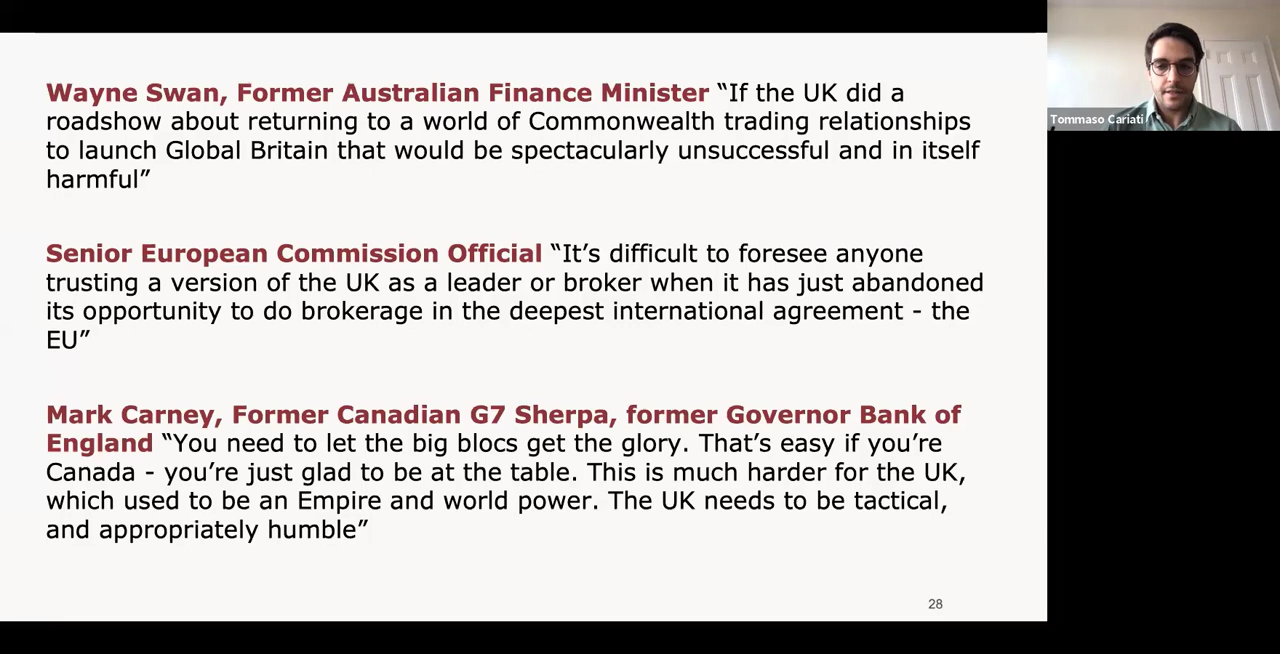 Wayne Swan, Former Australian Finance Minister “If the UK did a
roadshow about returning to a world of Commonwealth trading relationships
to launch Global Britain that would be spectacularly unsuccessful and in itself
harmful”
Senior European Commission Official “It’s difficult to foresee anyone
trusting a version of the UK as a leader or broker when it has just abandoned
its opportunity to do brokerage in the deepest international agreement - the
EU”
Mark Carney, Former Canadian G7 Sherpa, former Governor Bank of
England “You need to let the big blocs get the glory. That’s easy if you’re
Canada - you’re just glad to be at the table. This is much harder for the UK,
which used to be an Empire and world power. The UK needs to be tactical,
and appropriately humble”
28
Tommaso Cariati